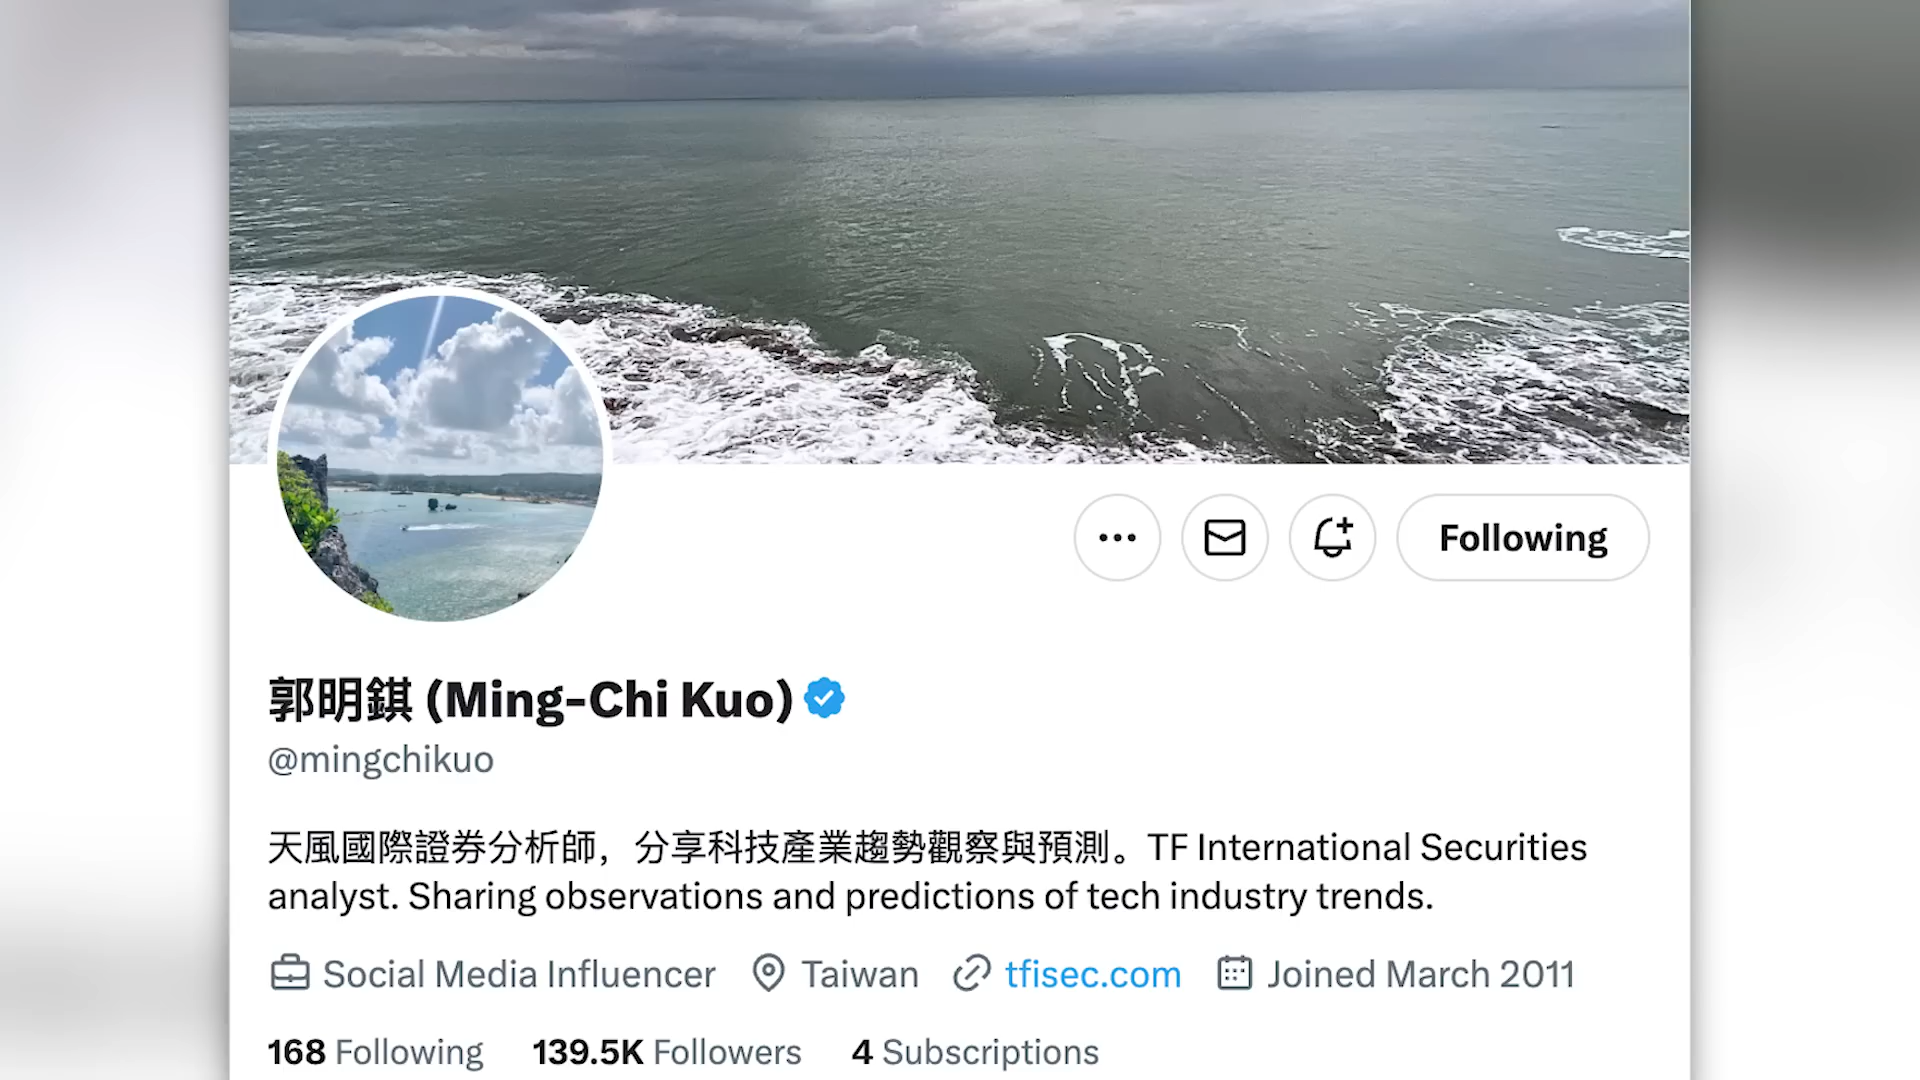 Following
郭明錤 (Ming-Chi Kuo)
@mingchikuo
天風國際證券分析師，分享科技產業趨勢觀察與預測。TF International Securities
analyst. Sharing observations and predictions of tech industry trends.
Social Media Influencer Taiwan tfisec.com Joined March 2011
168 Following 139.5K Followers 4 Subscriptions